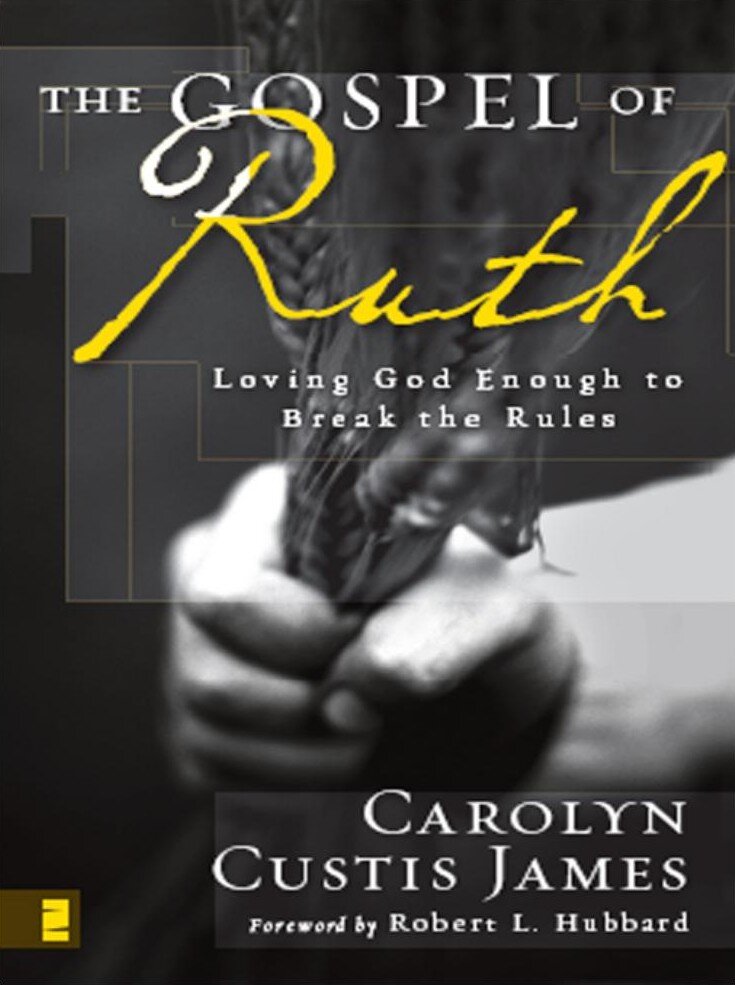 THE GOSPEL OF
Ruth
Loving God Enough to
Break the Rules
CAROLYN
CUSTIS JAMES
Foreword by Robert L. Hubbard